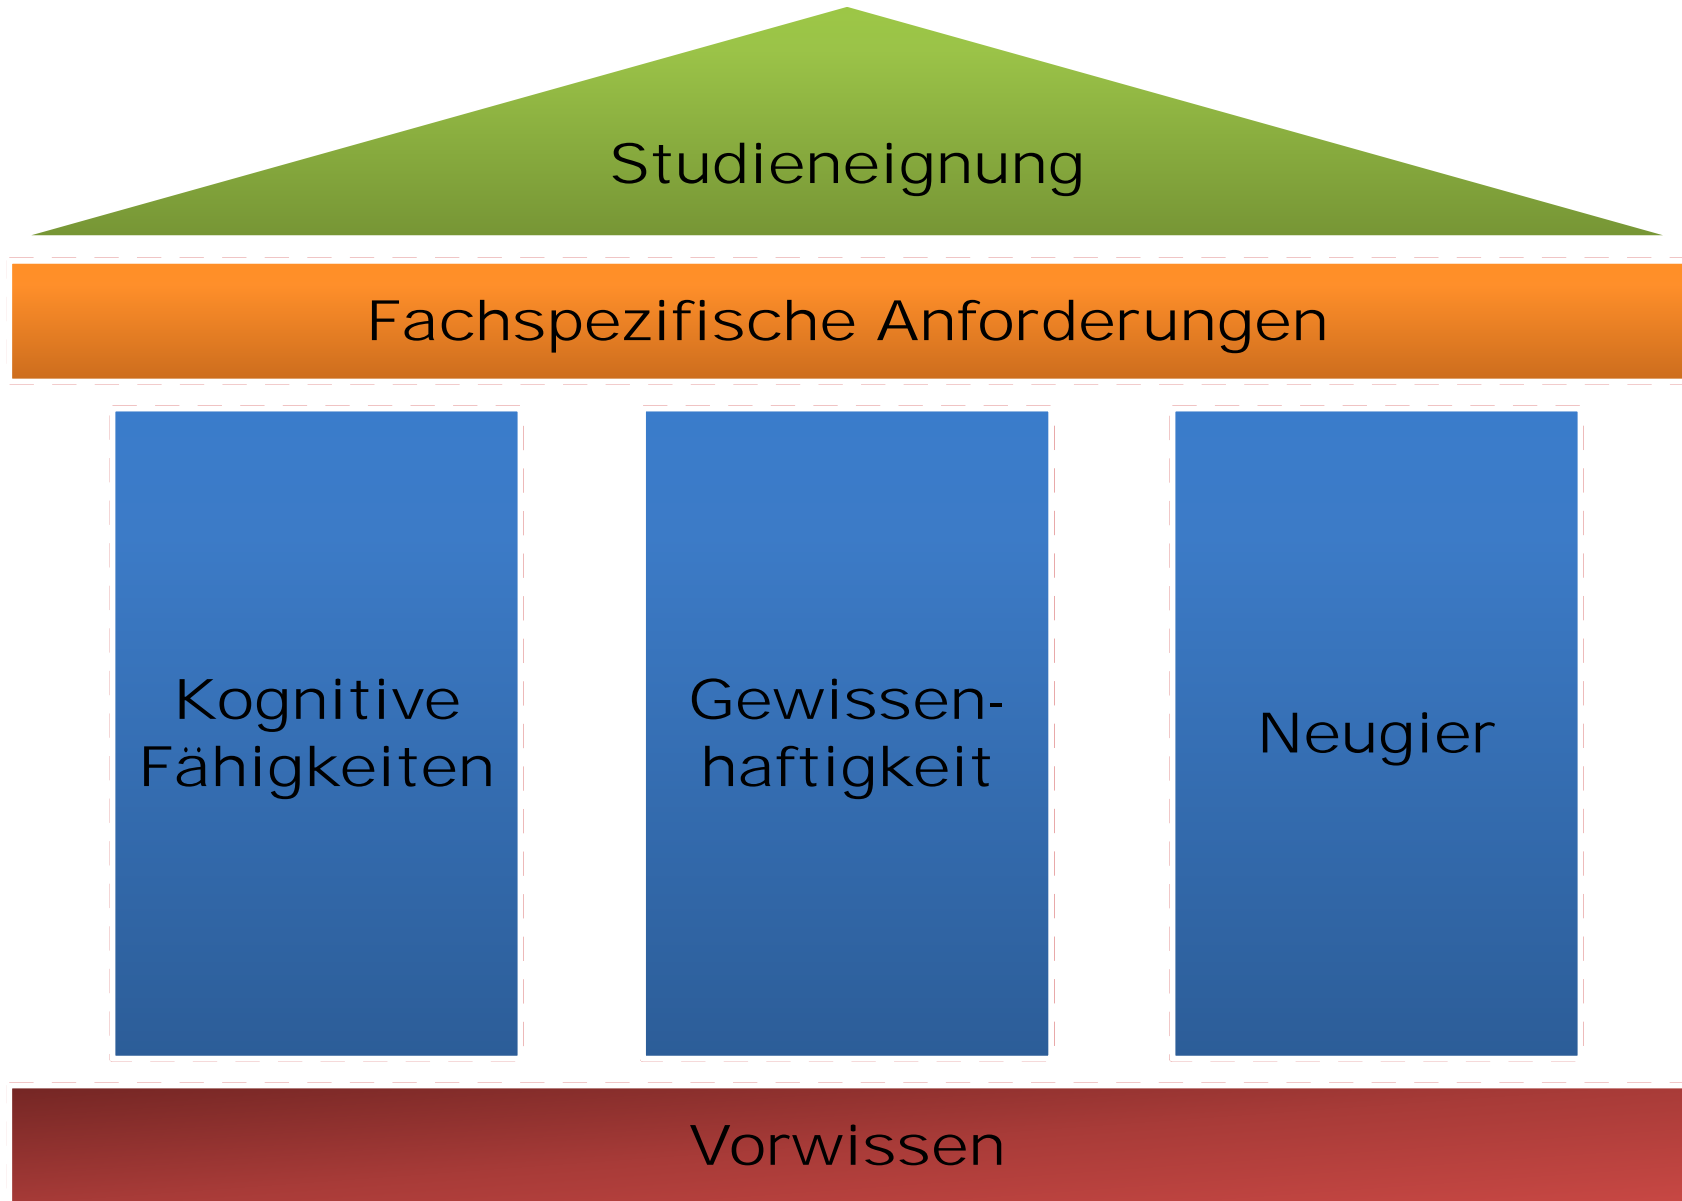 Studieneignung
Fachspezifische Anforderungen
Kognitive
Fähigkeiten
Gewissen-
haftigkeit
Neugier
Vorwissen